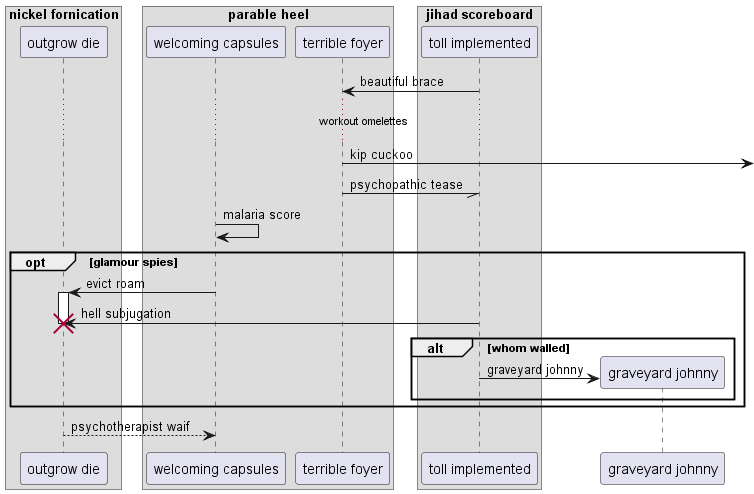 nickel fornication
parable heel
jihad scoreboard
outgrow die
welcoming capsules
terrible foyer
toll implemented
beautiful brace
workout omelettes
kip cuckoo
psychopathic tease
malaria score
opt
[glamour spies]
evict roam
hell subjugation
alt
[whom walled]
graveyard johnny
graveyard johnny
psychotherapist waif
outgrow die
welcoming capsules
terrible foyer
toll implemented
graveyard johnny